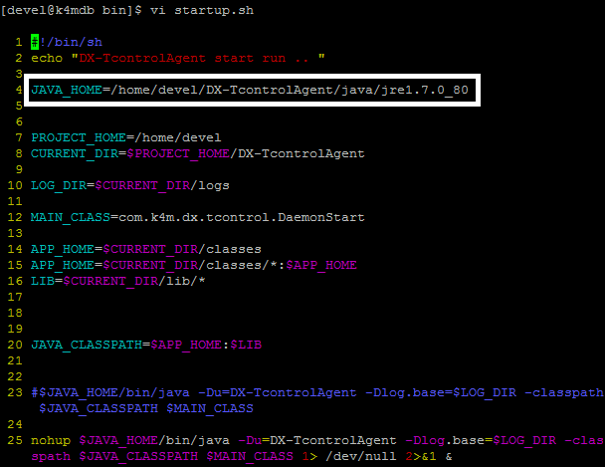 [devel@k4mdb bin]$ vi startup.sh
1 #!/bin/sh
2 echo "DX-TcontrolAgent start run .. "
3
4 JAVA_HOME=/home/devel/DX-TcontrolAgent/java/jre1.7.0_80
5
6
7 PROJECT_HOME=/home/devel
8 CURRENT_DIR=$PROJECT_HOME/DX-TcontrolAgent
9
10 LOG_DIR=$CURRENT_DIR/logs
11
12 MAIN_CLASS=com.k4m.dx.tcontrol.DaemonStart
13
14 APP_HOME=$CURRENT_DIR/classes
15 APP_HOME=$CURRENT_DIR/classes/*:$APP_HOME
16 LIB=$CURRENT_DIR/lib/*
17
18
19
20 JAVA_CLASSPATH=$APP_HOME:$LIB
21
22
23 #$JAVA_HOME/bin/java -Du=DX-TcontrolAgent -Dlog.base=$LOG_DIR -classpath
$JAVA_CLASSPATH $MAIN_CLASS
24
25 nohup $JAVA_HOME/bin/java -Du=DX-TcontrolAgent -Dlog.base=$LOG_DIR -clas
spath $JAVA_CLASSPATH $MAIN_CLASS 1> /dev/null 2>&1 &